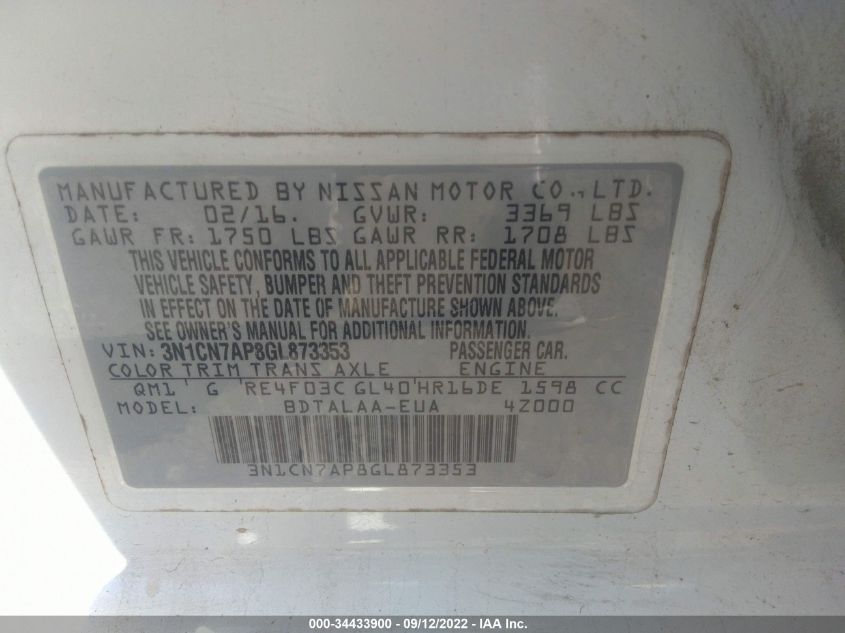 MANUFACTURED BY NISSAN MOTOR CO., LTD.
DATE: 02/16. GVWR: 3369 LBS
GAWR FR: 1750 LBS GAWR RR: 1708 LBS
THIS VEHICLE CONFORMS TO ALL APPLICABLE FEDERAL MOTOR
VEHICLE SAFETY, BUMPER AND THEFT PREVENTION STANDARDS
IN EFFECT ON THE DATE OF MANUFACTURE SHOWN ABOVE.
SEE OWNER'S MANUAL FOR ADDITIONAL INFORMATION.
VIN: 3N1CN7AP8GL873353 PASSENGER CAR.
COLOR TRIM TRANS AXLE ENGINE
QM1 G RE4F03C GL40 HR16DE 1598 CC
MODEL: BDTALAA-EUA 4Z000
3N1CN7AP8GL873353
000-34433900 - 09/12/2022 - IAA Inc.